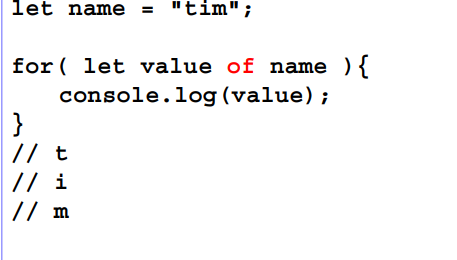 let name = "tim";
for( let value of name ){
console.log(value);
}
// t
// i
// m